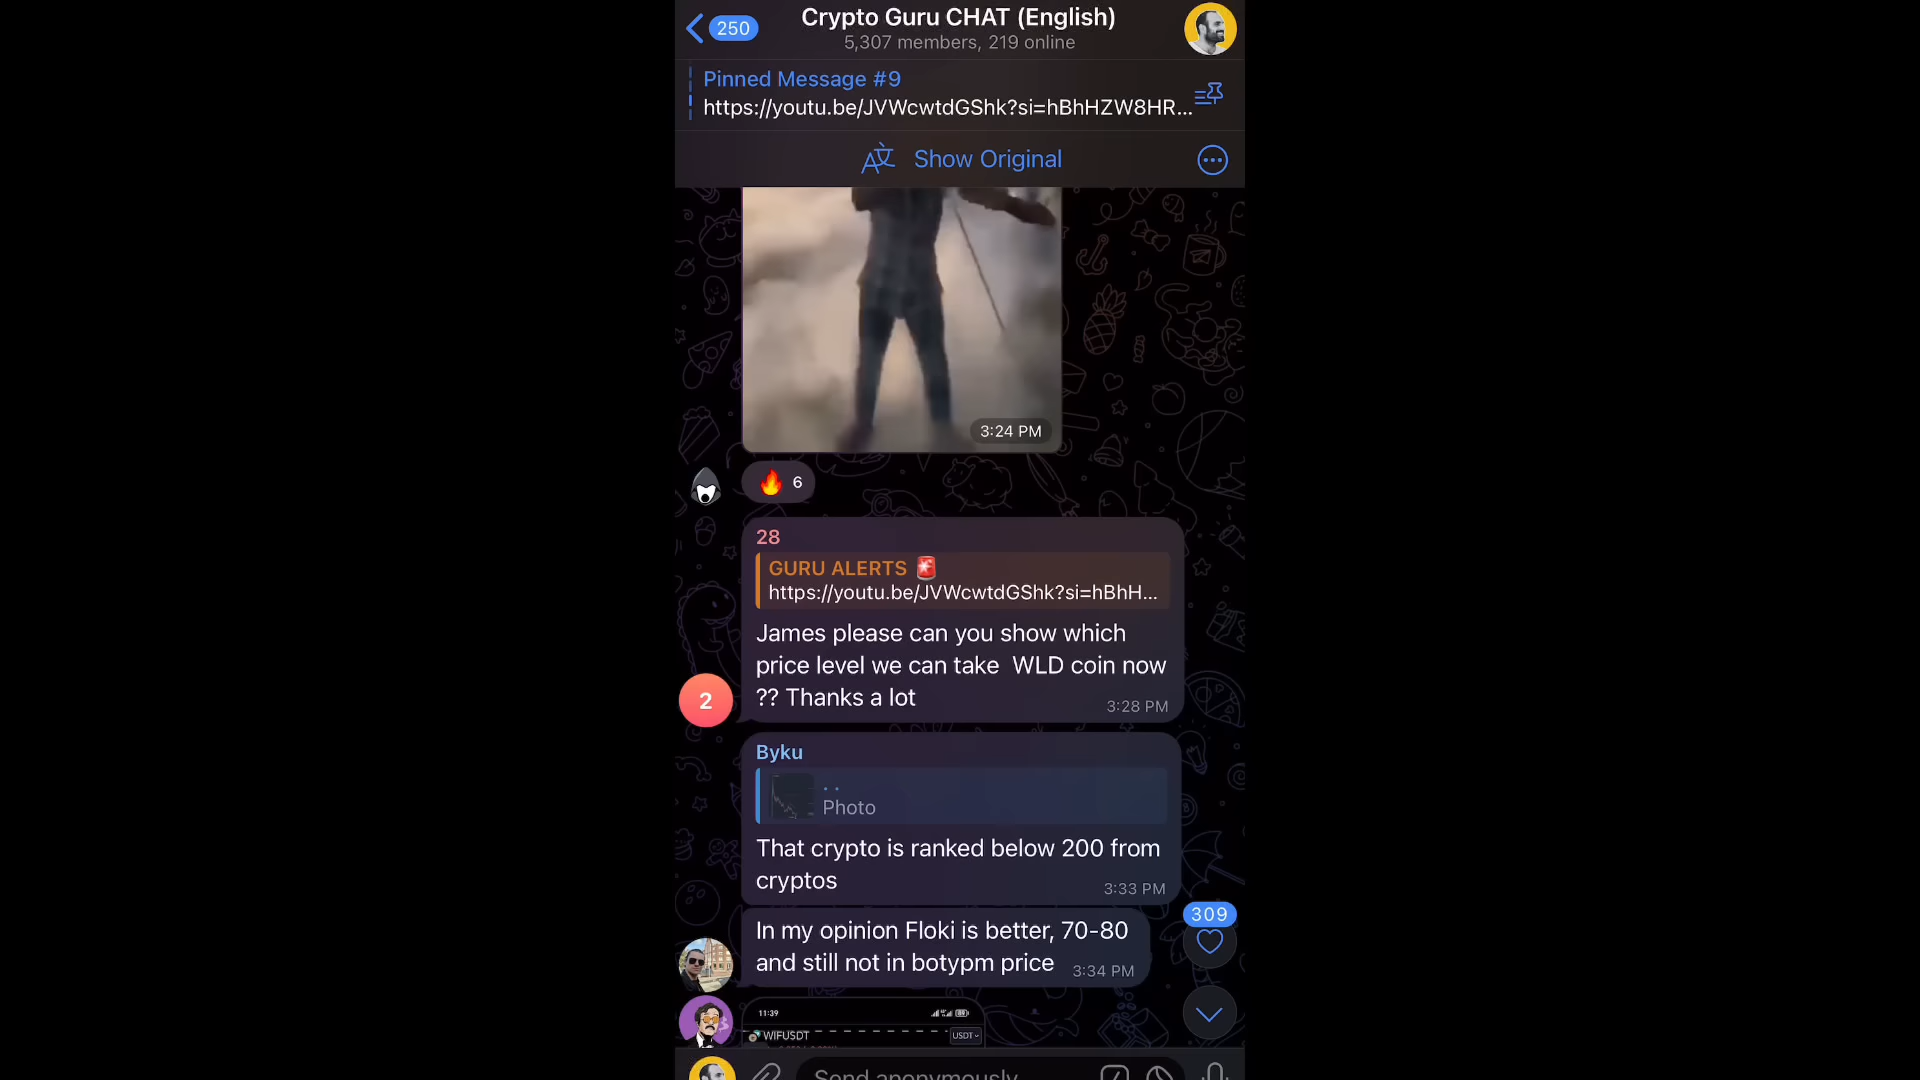 250
Crypto Guru CHAT (English)
5,307 members, 219 online
Pinned Message #9
https://youtu.be/JVWcwtdGShk?si=hBhHZW8HR...
Show Original
3:24 PM
🔥 6
28
GURU ALERTS 🚨
https://youtu.be/JVWcwtdGShk?si=hBhH...
James please can you show which
price level we can take  WLD coin now
?? Thanks a lot
3:28 PM
2
Byku
. .
Photo
That crypto is ranked below 200 from
cryptos
3:33 PM
In my opinion Floki is better, 70-80
and still not in botypm price
3:34 PM
309
11:39
WIFUSDT
USDT
Send anonymously